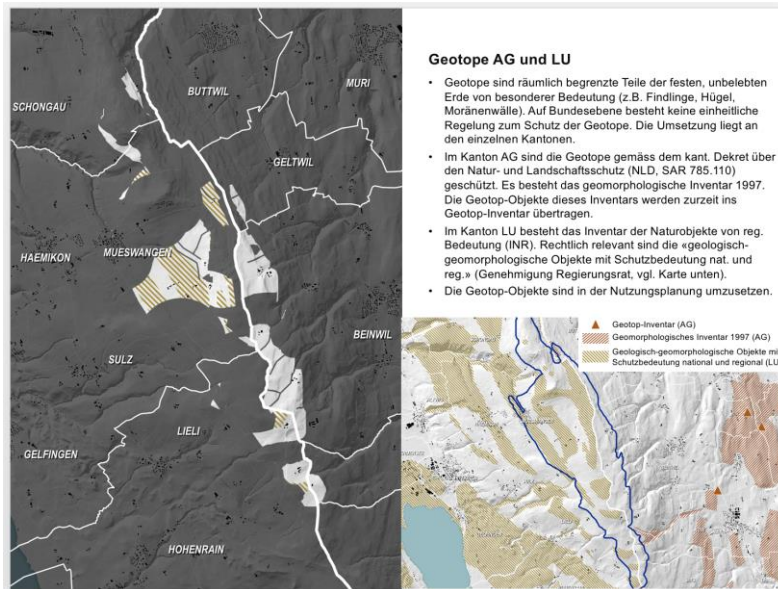 SCHONGAU
BUTTWIL
MURI
GELTWIL
MUESWANGEN
HAEMIKON
BEINWIL
SULZ
LIELI
GELFINGEN
HOHENRAIN
Geotope AG und LU
• Geotope sind räumlich begrenzte Teile der festen, unbelebten
Erde von besonderer Bedeutung (z.B. Findlinge, Hügel,
Moränenwälle). Auf Bundesebene besteht keine einheitliche
Regelung zum Schutz der Geotope. Die Umsetzung liegt an
den einzelnen Kantonen.
• Im Kanton AG sind die Geotope gemäss dem kant. Dekret über
den Natur- und Landschaftsschutz (NLD, SAR 785.110)
geschützt. Es besteht das geomorphologische Inventar 1997.
Die Geotop-Objekte dieses Inventars werden zurzeit ins
Geotop-Inventar übertragen.
• Im Kanton LU besteht das Inventar der Naturobjekte von reg.
Bedeutung (INR). Rechtlich relevant sind die «geologisch-
geomorphologische Objekte mit Schutzbedeutung nat. und
reg.» (Genehmigung Regierungsrat, vgl. Karte unten).
• Die Geotop-Objekte sind in der Nutzungsplanung umzusetzen.
Geotop-Inventar (AG)
Geomorphologisches Inventar 1997 (AG)
Geologisch-geomorphologische Objekte mi
Schutzbedeutung national und regional (LU